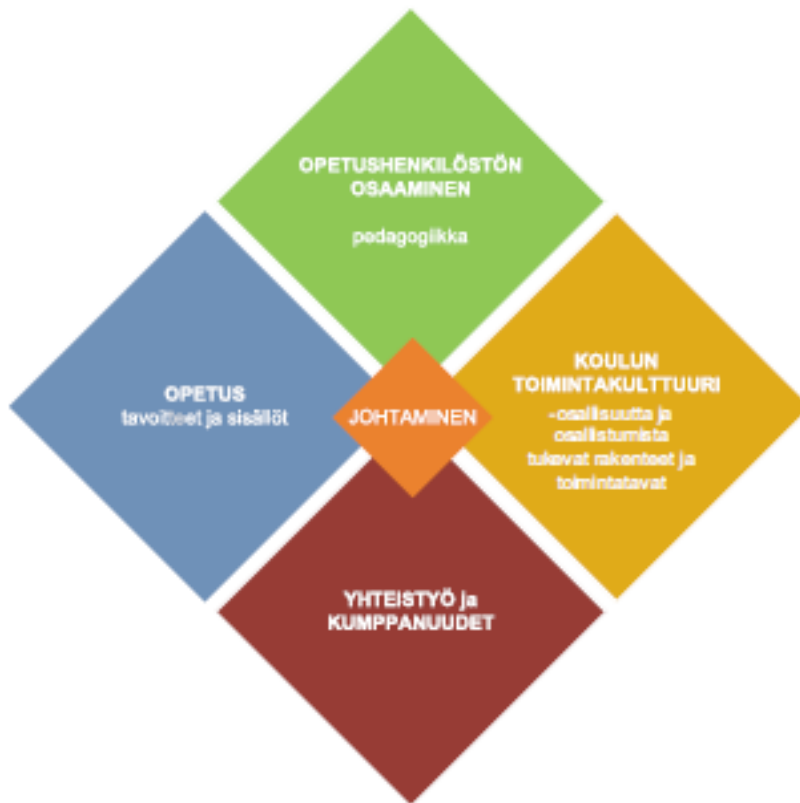 OPETUSHENKILÖSTÖN
OSAAMINEN
pedagogiikka
OPETUS
tavoitteet ja sisällöt
JOHTAMINEN
KOULUN
TOIMINTAKULTTUURI
-osallisuutta ja
osallistumista
tukevat rakenteet ja
toimintatavat
YHTEISTYÖ ja
KUMPPANUUDET